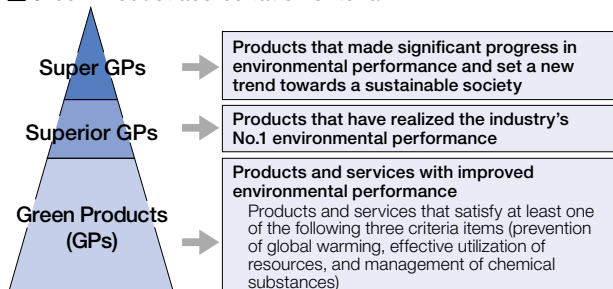 Super GPs
Products that made significant progress in
environmental performance and set a new
trend towards a sustainable society
Superior GPs
Products that have realized the industry's
No.1 environmental performance
Green Products
(GPs)
Products and services with improved
environmental performance
Products and services that satisfy at least one
of the following three criteria items (prevention
of global warming, effective utilization of
resources, and management of chemical
substances)